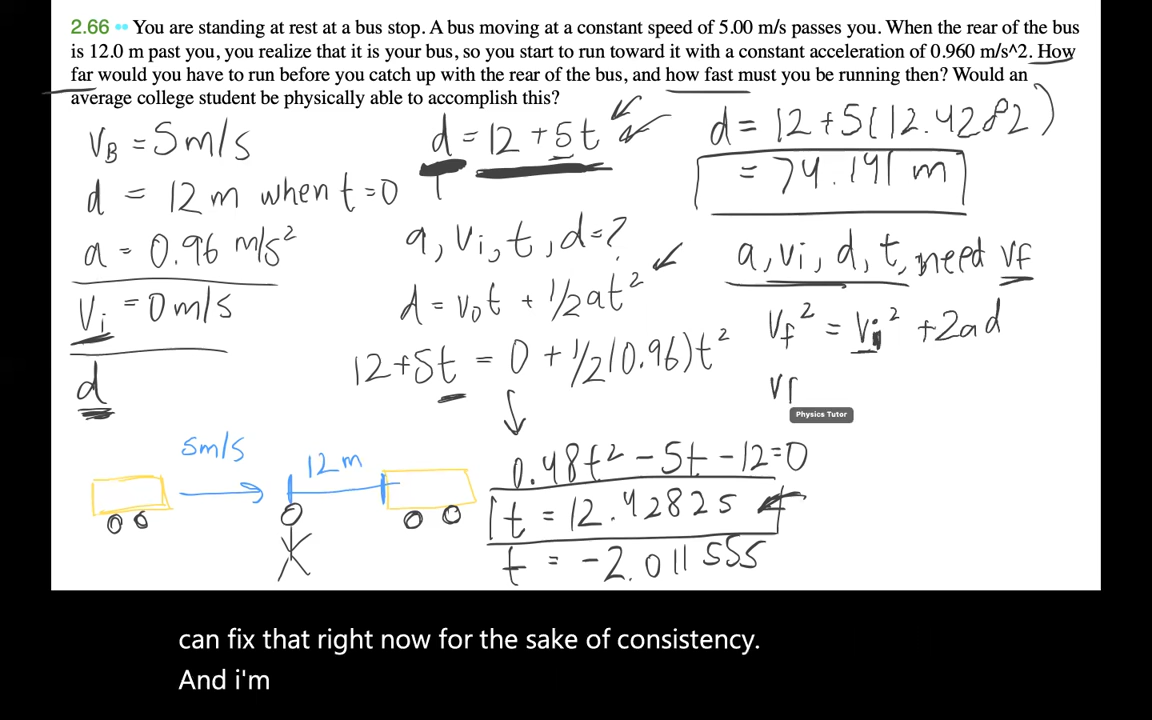 2.66 •• You are standing at rest at a bus stop. A bus moving at a constant speed of 5.00 m/s passes you. When the rear of the bus
is 12.0 m past you, you realize that it is your bus, so you start to run toward it with a constant acceleration of 0.960 m/s^2. How
far would you have to run before you catch up with the rear of the bus, and how fast must you be running then? Would an
average college student be physically able to accomplish this?
V_B = 5m/s
d = 12 m when t=0
a = 0.96 m/s²
Vi = 0m/s
d
d = 12 + 5t
a, Vi, t, d=?
d = V₀t + 1/2at²
12+5t = 0 + 1/2(0.96)t²
0.48t² - 5t - 12=0
t = 12.4282s
t = -2.01155s
d = 12 + 5(12.4282)
= 74.141 m
a, vi, d, t, need vf
Vf² = Vi² + 2ad
Vf
Physics Tutor
5m/s
12m
can fix that right now for the sake of consistency.
And i'm